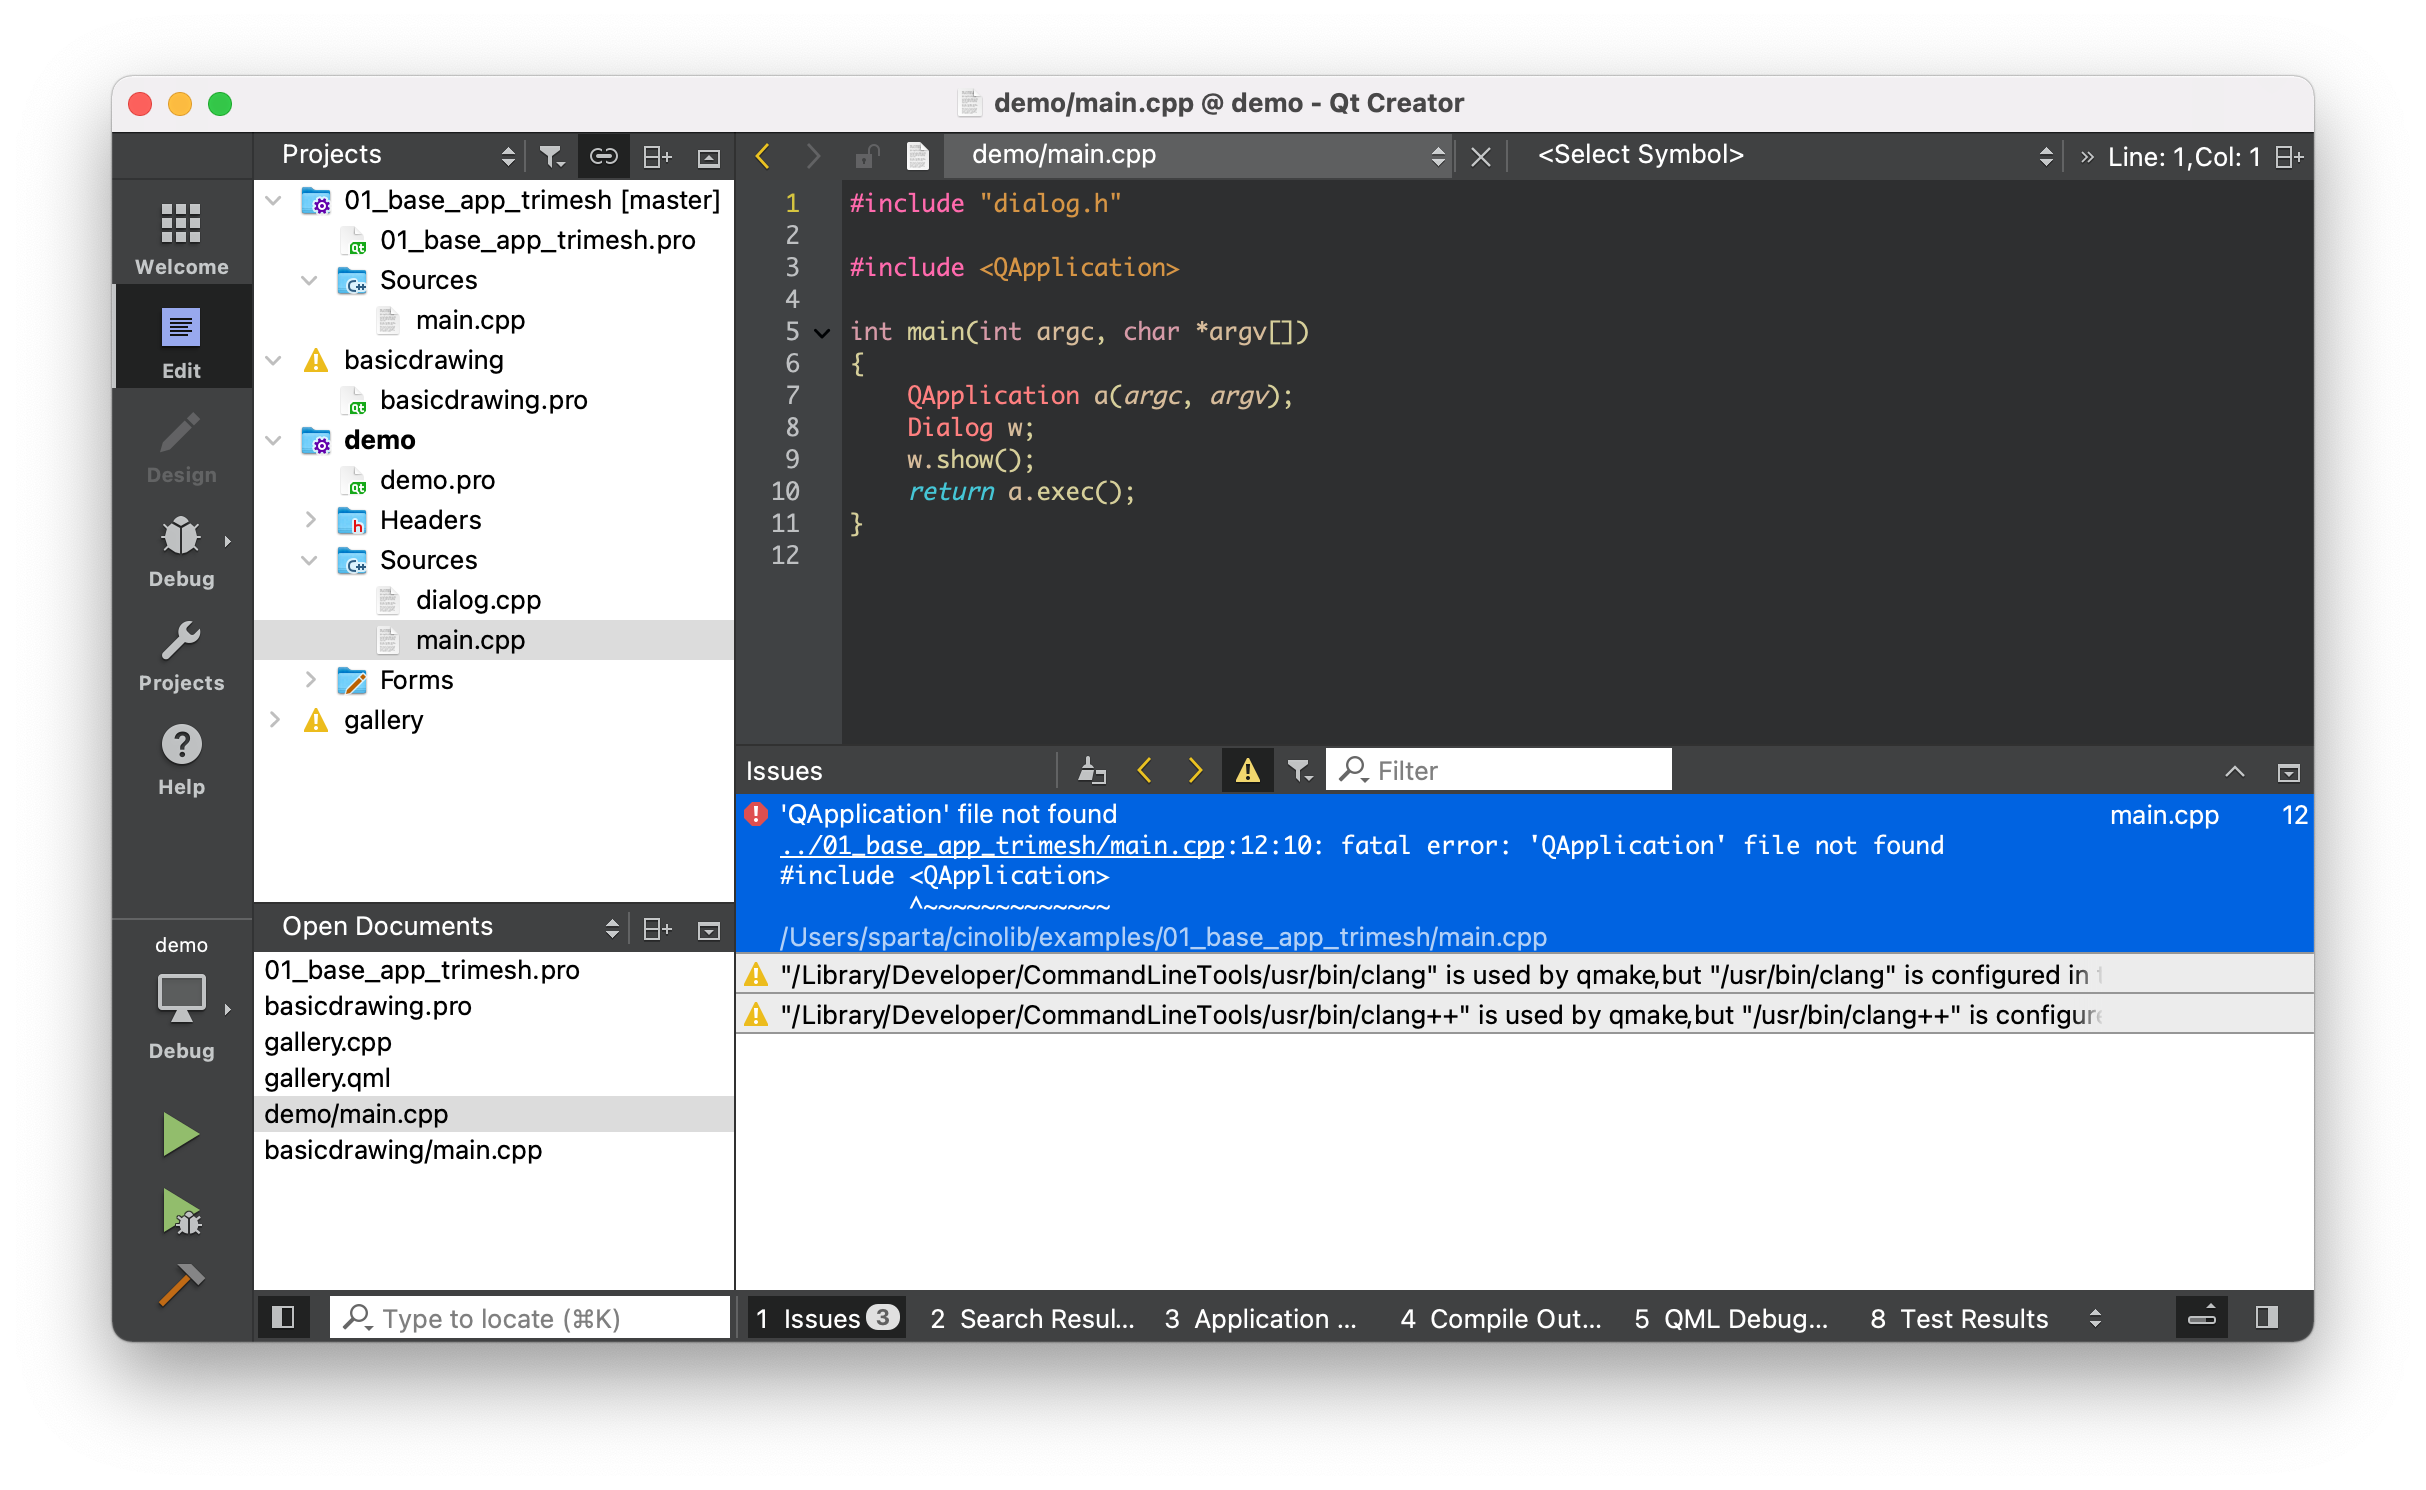 demo/main.cpp @ demo - Qt Creator
Projects
demo/main.cpp
<Select Symbol>
» Line: 1,Col: 1
Welcome
Edit
Design
Debug
Projects
Help
demo
Debug
01_base_app_trimesh [master]
01_base_app_trimesh.pro
Sources
main.cpp
basicdrawing
basicdrawing.pro
demo
demo.pro
Headers
Sources
dialog.cpp
main.cpp
Forms
gallery
Open Documents
01_base_app_trimesh.pro
basicdrawing.pro
gallery.cpp
gallery.qml
demo/main.cpp
basicdrawing/main.cpp
Type to locate (⌘K)
1 #include "dialog.h"
2
3 #include <QApplication>
4
5 int main(int argc, char *argv[])
6 {
7     QApplication a(argc, argv);
8     Dialog w;
9     w.show();
10     return a.exec();
11 }
12
Issues
Filter
'QApplication' file not found main.cpp 12
../01_base_app_trimesh/main.cpp:12:10: fatal error: 'QApplication' file not found
#include <QApplication>
         ^~~~~~~~~~~~~~
/Users/sparta/cinolib/examples/01_base_app_trimesh/main.cpp
"/Library/Developer/CommandLineTools/usr/bin/clang" is used by qmake,but "/usr/bin/clang" is configured in
"/Library/Developer/CommandLineTools/usr/bin/clang++" is used by qmake,but "/usr/bin/clang++" is configure
1 Issues 3 2 Search Resul... 3 Application ... 4 Compile Out... 5 QML Debug... 8 Test Results